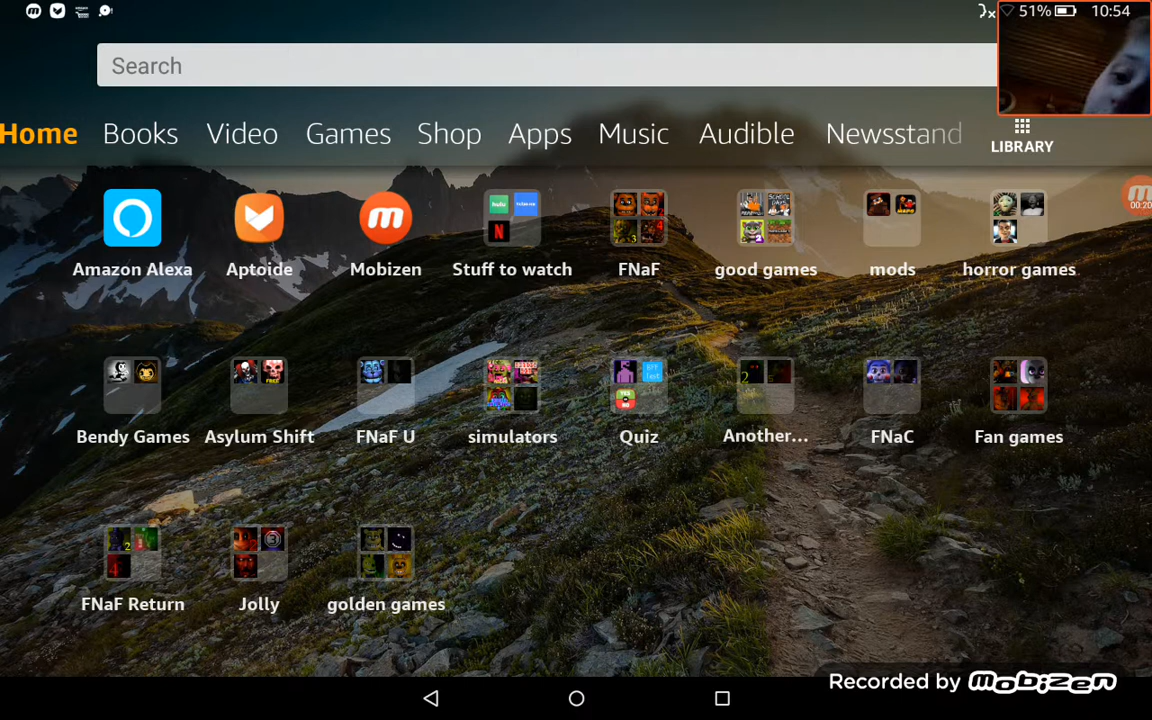 51% 10:54
Search
Home Books Video Games Shop Apps Music Audible Newsstand LIBRARY
00:20
Amazon Alexa Aptoide Mobizen Stuff to watch FNaF good games mods horror games
Bendy Games Asylum Shift FNaF U simulators Quiz Another... FNaC Fan games
FNaF Return Jolly golden games
Recorded by mobizen